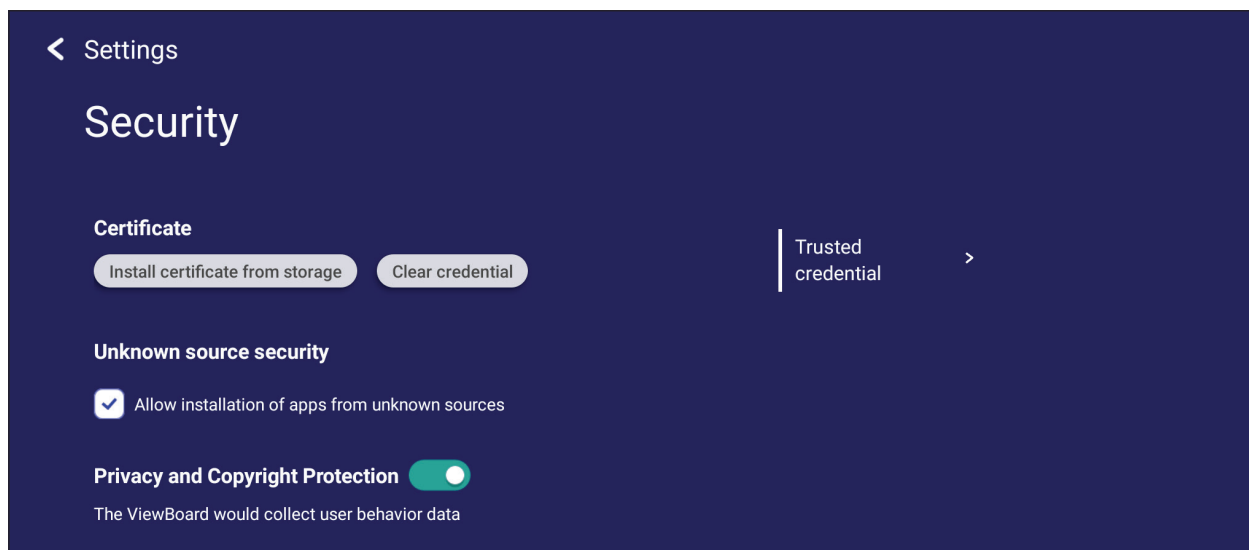 Settings
Security
Certificate
Install certificate from storage
Clear credential
Trusted
credential
Unknown source security
Allow installation of apps from unknown sources
Privacy and Copyright Protection
The ViewBoard would collect user behavior data